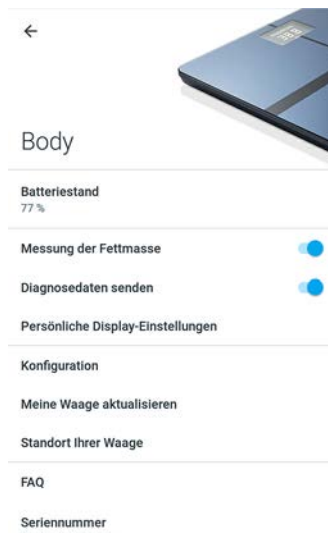 Body
Batteriestand
77 %
Messung der Fettmasse
Diagnosedaten senden
Persönliche Display-Einstellungen
Konfiguration
Meine Waage aktualisieren
Standort Ihrer Waage
FAQ
Seriennummer